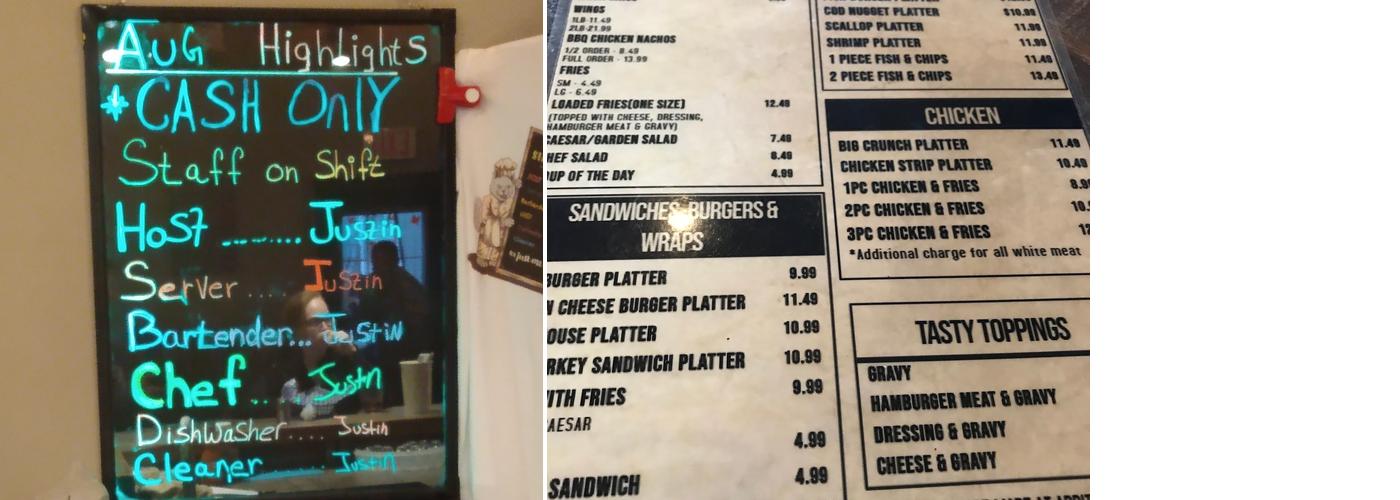 AUG HighLightS
* CASH OnlY
Staff on Shift
Host ......... Justin
Server .... Justin
Bartender... JuStiN
Chef... Justin
DishWasher.... Justin
Cleaner ........ Justin
WINGS
1LB-11.49
2LB-21.99
BBQ CHICKEN NACHOS
1/2 ORDER - 8.49
FULL ORDER - 13.99
FRIES
SM - 4.49
LG - 6.49
LOADED FRIES(ONE SIZE) 12.49
(TOPPED WITH CHEESE, DRESSING,
HAMBURGER MEAT & GRAVY)
CAESAR/GARDEN SALAD 7.49
HEF SALAD 8.49
UP OF THE DAY 4.99
SANDWICHES, BURGERS &
WRAPS
BURGER PLATTER 9.99
N CHEESE BURGER PLATTER 11.49
OUSE PLATTER 10.99
RKEY SANDWICH PLATTER 10.99
ITH FRIES 9.99
AESAR
4.99
SANDWICH 4.99
COD NUGGET PLATTER $10.99
SCALLOP PLATTER 11.99
SHRIMP PLATTER 11.99
1 PIECE FISH & CHIPS 11.49
2 PIECE FISH & CHIPS 13.49
CHICKEN
BIG CRUNCH PLATTER 11.49
CHICKEN STRIP PLATTER 10.49
1PC CHICKEN & FRIES 8.9
2PC CHICKEN & FRIES 10.
3PC CHICKEN & FRIES 12
*Additional charge for all white meat
TASTY TOPPINGS
GRAVY
HAMBURGER MEAT & GRAVY
DRESSING & GRAVY
CHEESE & GRAVY